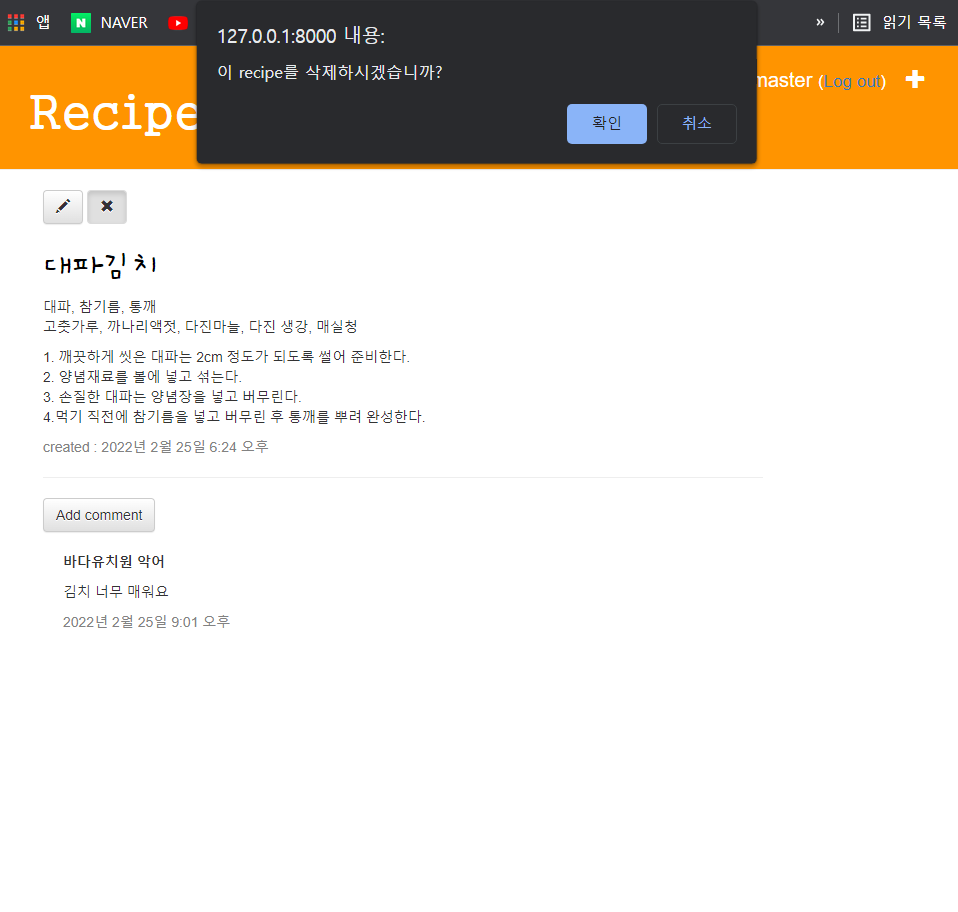 앱 NAVER » 읽기 목록
127.0.0.1:8000 내용:
이 recipe를 삭제하시겠습니까?
확인 취소
Recipe
master (Log out)
대파김치
대파, 참기름, 통깨
고춧가루, 까나리액젓, 다진마늘, 다진 생강, 매실청
1. 깨끗하게 씻은 대파는 2cm 정도가 되도록 썰어 준비한다.
2. 양념재료를 볼에 넣고 섞는다.
3. 손질한 대파는 양념장을 넣고 버무린다.
4.먹기 직전에 참기름을 넣고 버무린 후 통깨를 뿌려 완성한다.
created : 2022년 2월 25일 6:24 오후
Add comment
바다유치원 악어
김치 너무 매워요
2022년 2월 25일 9:01 오후